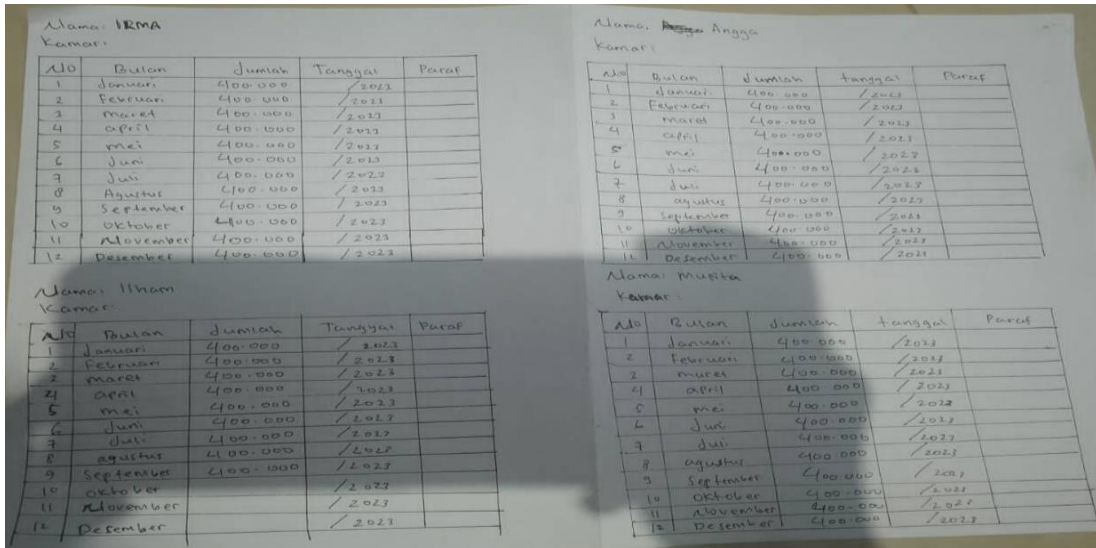 Nama: IRMA
Kamar:
No Bulan Jumlah Tanggal Paraf
1 Januari 400.000 /2023
2 Februari 400.000 /2023
3 maret 400.000 /2023
4 april 400.000 /2023
5 mei 400.000 /2023
6 Juni 400.000 /2023
7 Juli 400.000 /2023
8 Agustus 400.000 /2023
9 September 400.000 /2023
10 Oktober 400.000 /2023
11 November 400.000 /2023
12 Desember 400.000 /2023
Nama: Angga
Kamar:
No Bulan Jumlah tanggal Paraf
1 Januari 400.000 /2023
2 Februari 400.000 /2023
3 maret 400.000 /2023
4 april 400.000 /2023
5 mei 400.000 /2023
6 Juni 400.000 /2023
7 Juli 400.000 /2023
8 agustus 400.000 /2023
9 September 400.000 /2023
10 Oktober 400.000 /2023
11 November 400.000 /2023
12 Desember 400.000 /2023
Nama: Ilham
Kamar:
No Bulan Jumlah Tanggal Paraf
1 Januari 400.000 /2023
2 Februari 400.000 /2023
3 maret 400.000 /2023
4 april 400.000 /2023
5 mei 400.000 /2023
6 Juni 400.000 /2023
7 Juli 400.000 /2023
8 agustus 400.000 /2023
9 September 400.000 /2023
10 Oktober /2023
11 November /2023
12 Desember /2023
Nama:
Kamar:
No Bulan Jumlah tanggal Paraf
1 Januari 400.000 /2023
2 Februari 400.000 /2023
3 maret 400.000 /2023
4 april 400.000 /2023
5 mei 400.000 /2023
6 Juni 400.000 /2023
7 Juli 400.000 /2023
8 agustus 400.000 /2023
9 September 400.000 /2023
10 Oktober 400.000 /2023
11 November 400.000 /2023
12 Desember 400.000 /2023